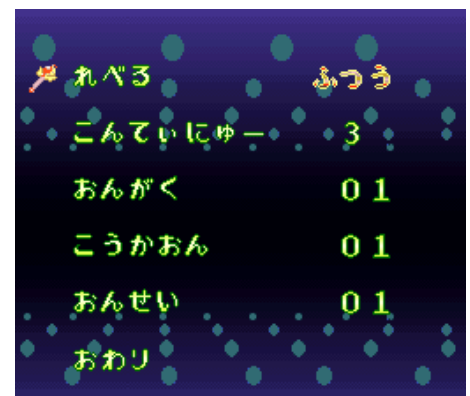 れべる ふつう
こんてぃにゅー 3
おんがく 01
こうかおん 01
おんせい 01
おわり